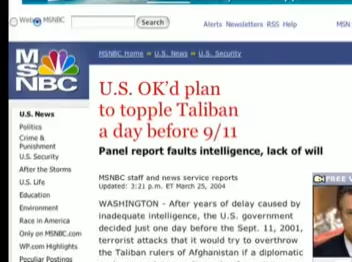 Web MSNBC Search Alerts Newsletters RSS Help MSN
MSNBC
MSNBC Home » U.S. News » U.S. Security
U.S. OK'd plan
to topple Taliban
a day before 9/11
Panel report faults intelligence, lack of will
U.S. News
Politics
Crime &
Punishment
U.S. Security
After the Storms
U.S. Life
Education
Environment
Race in America
Only on MSNBC.com
WP.com Highlights
Peculiar Postings
MSNBC staff and news service reports
Updated: 3:21 p.m. ET March 25, 2004
FREE V
WASHINGTON - After years of delay caused by
inadequate intelligence, the U.S. government
decided just one day before the Sept. 11, 2001,
terrorist attacks that it would try to overthrow
the Taliban rulers of Afghanistan if a diplomatic